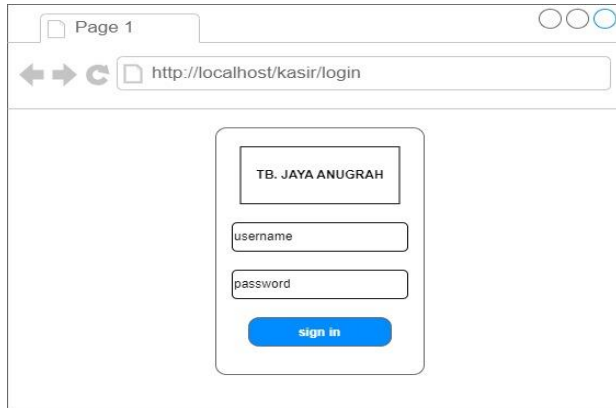 Page 1
http://localhost/kasir/login
TB. JAYA ANUGRAH
username
password
sign in